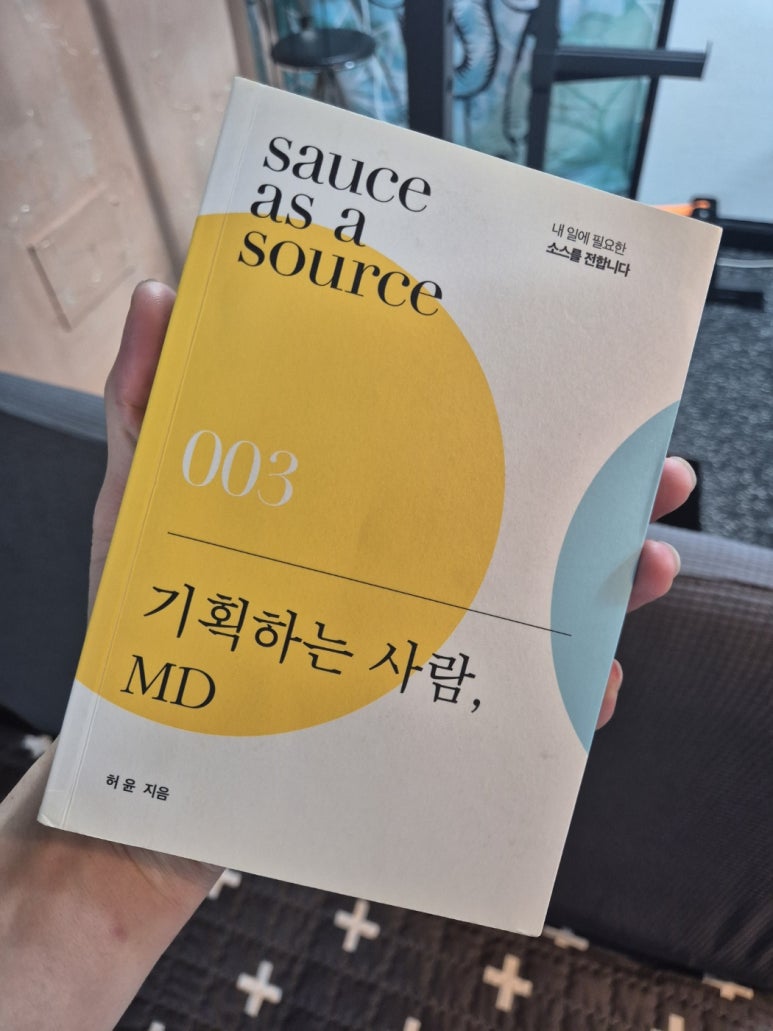 sauce
as a
source
내 일에 필요한
소스를 전합니다
003
기획하는 사람,
MD
허윤 지음